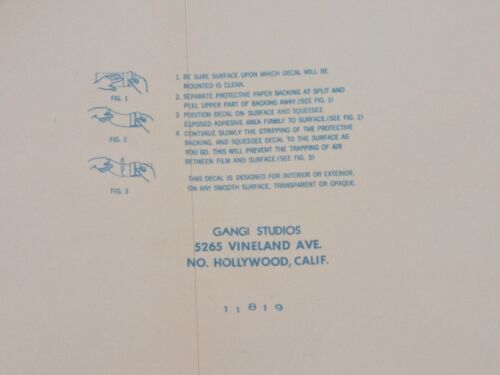 1. BE SURE SURFACE UPON WHICH DECAL WILL BE
MOUNTED IS CLEAN.
2. SEPARATE PROTECTIVE PAPER BACKING AT SPLIT AND
PEEL UPPER PART OF BACKING AWAY.(SEE FIG. 1)
3. POSITION DECAL ON SURFACE AND SQUEEGEE,
EXPOSED ADHESIVE AREA FIRMLY TO SURFACE.(SEE FIG. 2)
4. CONTINUE SLOWLY THE STRIPPING OF THE PROTECTIVE
BACKING, AND SQUEEGEE DECAL TO THE SURFACE AS
YOU GO. THIS WILL PREVENT THE TRAPPING OF AIR
BETWEEN FILM AND SURFACE.(SEE FIG. 3)
THIS DECAL IS DESIGNED FOR INTERIOR OR EXTERIOR,
ON ANY SMOOTH SURFACE, TRANSPARENT OR OPAQUE.
FIG. 1
FIG. 2
FIG. 3
GANGI STUDIOS
5265 VINELAND AVE.
NO. HOLLYWOOD, CALIF.
11819